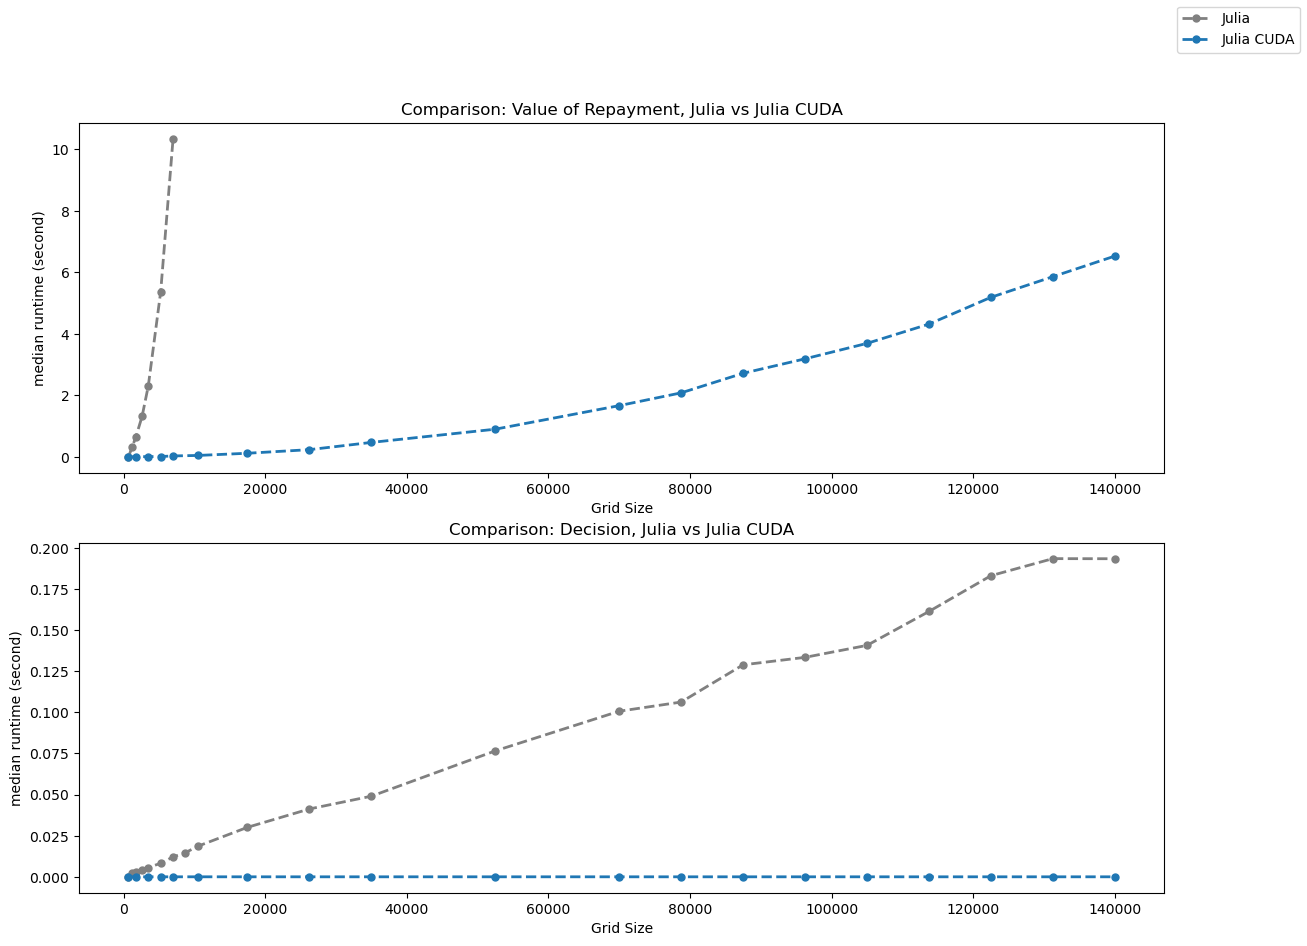 Julia
Julia CUDA
Comparison: Value of Repayment, Julia vs Julia CUDA
median runtime (second)
10
8
6
4
2
0
0 20000 40000 60000 80000 100000 120000 140000
Grid Size
Comparison: Decision, Julia vs Julia CUDA
median runtime (second)
0.200
0.175
0.150
0.125
0.100
0.075
0.050
0.025
0.000
0 20000 40000 60000 80000 100000 120000 140000
Grid Size